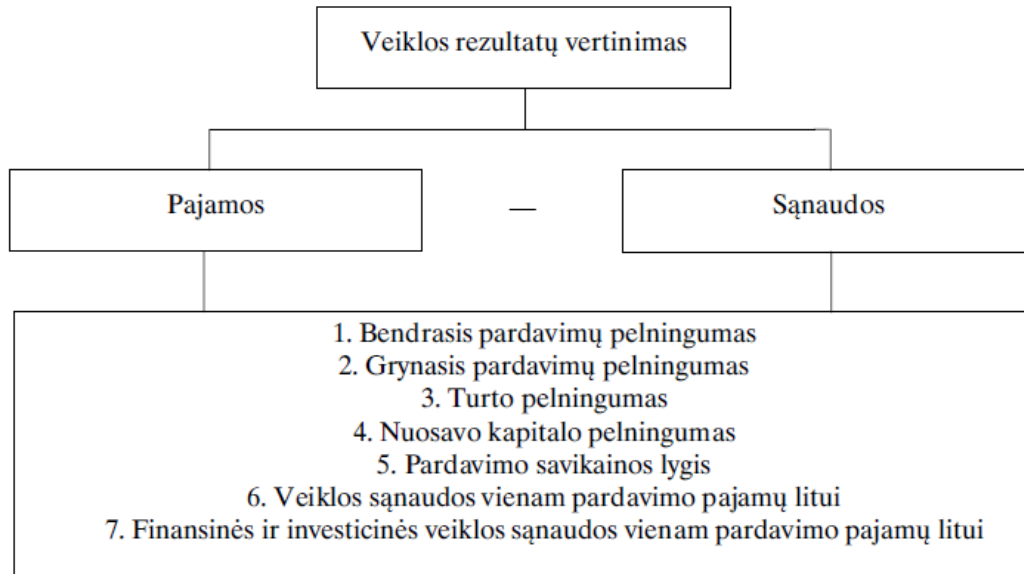 Veiklos rezultatų vertinimas
Pajamos
—
Sąnaudos
1. Bendrasis pardavimų pelningumas
2. Grynasis pardavimų pelningumas
3. Turto pelningumas
4. Nuosavo kapitalo pelningumas
5. Pardavimo savikainos lygis
6. Veiklos sąnaudos vienam pardavimo pajamų litui
7. Finansinės ir investicinės veiklos sąnaudos vienam pardavimo pajamų litui